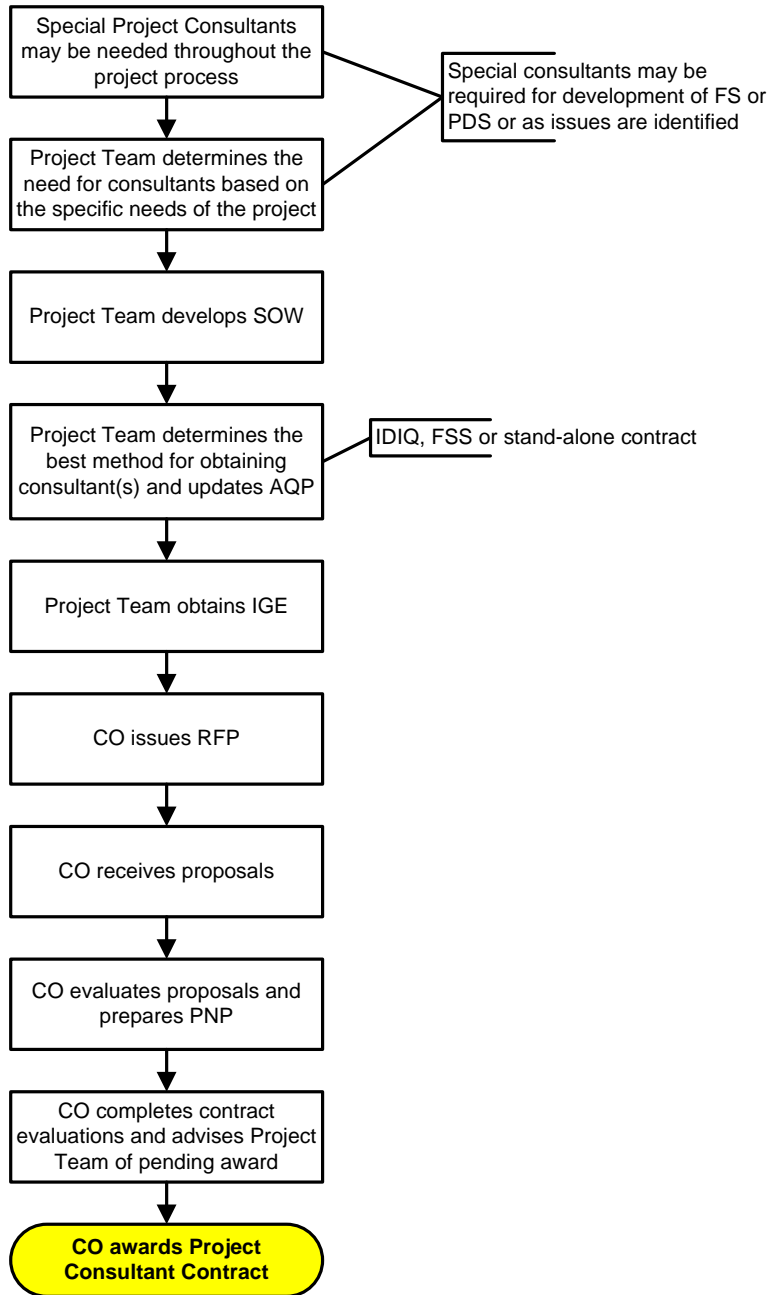 Special Project Consultants
may be needed throughout the
project process
Special consultants may be
required for development of FS or
PDS or as issues are identified
Project Team determines the
need for consultants based on
the specific needs of the project
Project Team develops SOW
Project Team determines the
best method for obtaining
consultant(s) and updates AQP
IDIQ, FSS or stand-alone contract
Project Team obtains IGE
CO issues RFP
CO receives proposals
CO evaluates proposals and
prepares PNP
CO completes contract
evaluations and advises Project
Team of pending award
CO awards Project
Consultant Contract